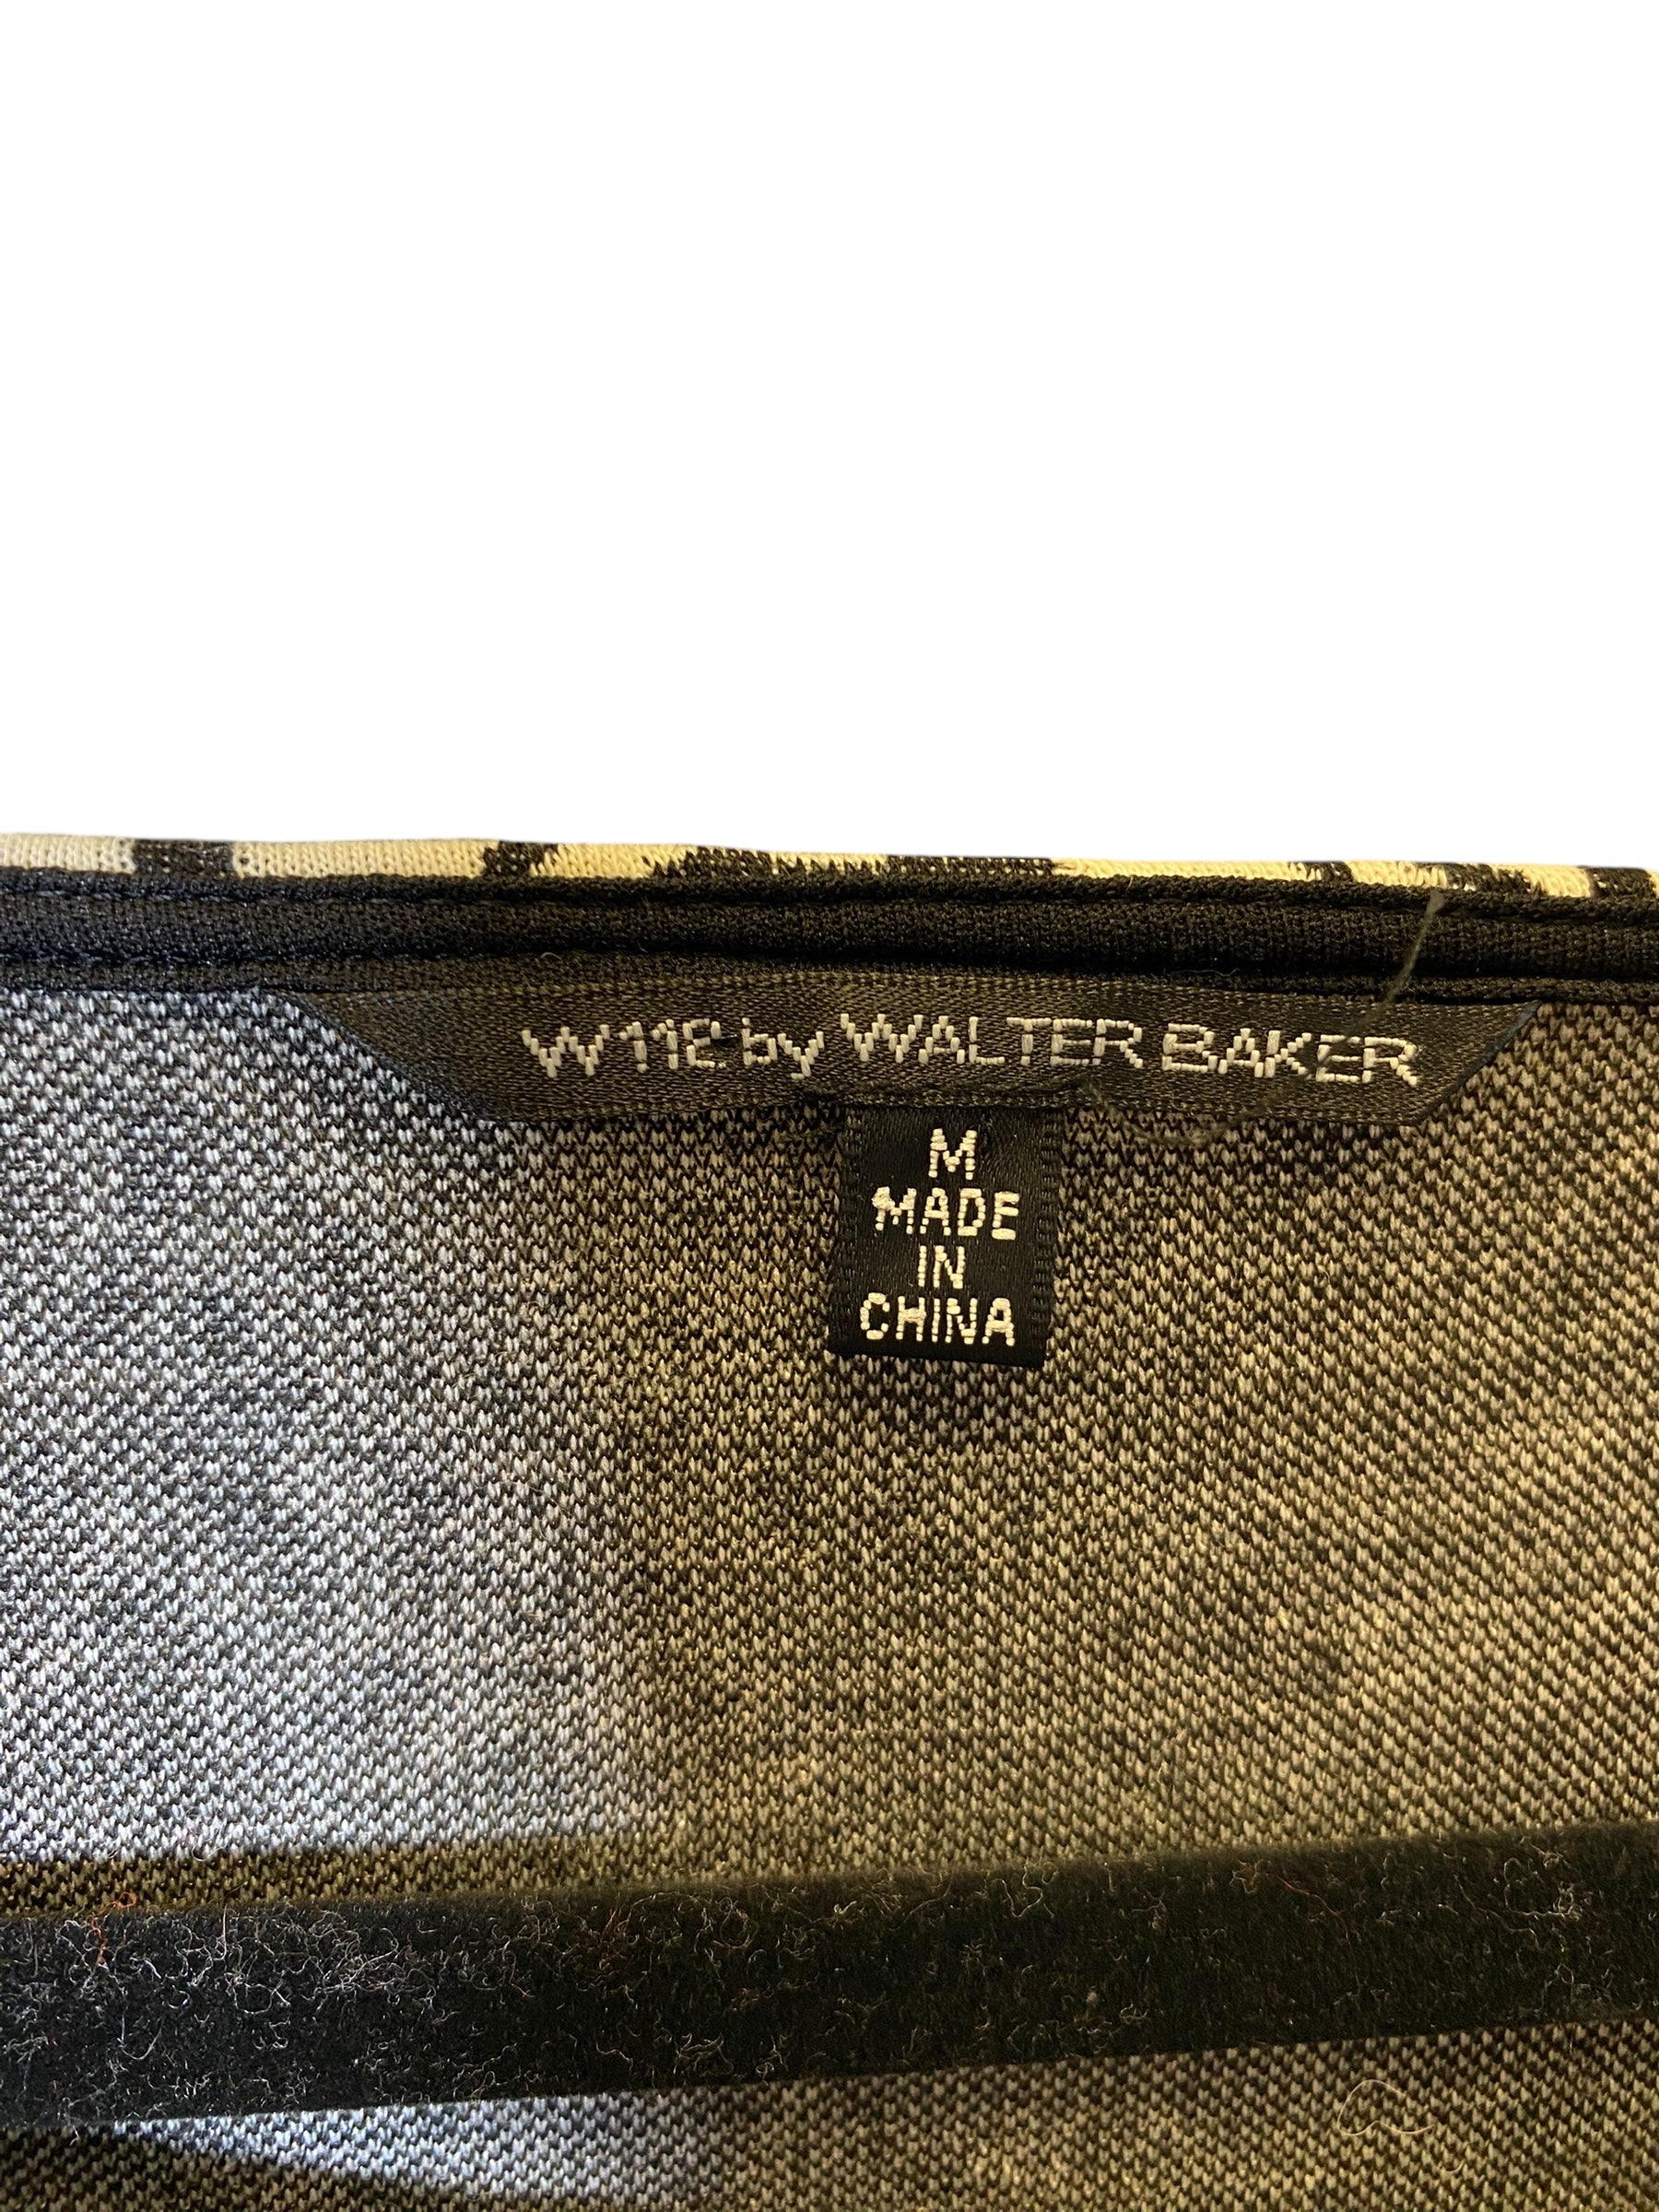 W118 by WALTER BAKER
M
MADE
IN
CHINA